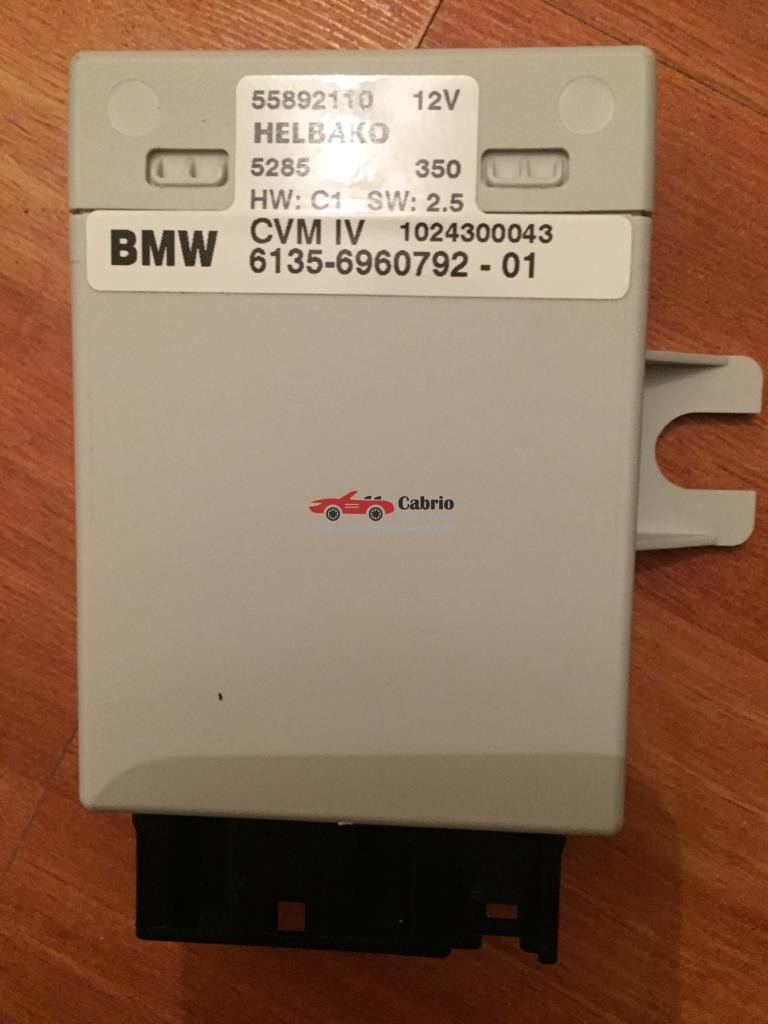 55892110 12V
HELBAKO
5285 350
HW: C1 SW: 2.5
BMW
CVM IV 1024300043
6135-6960792 - 01
Cabrio